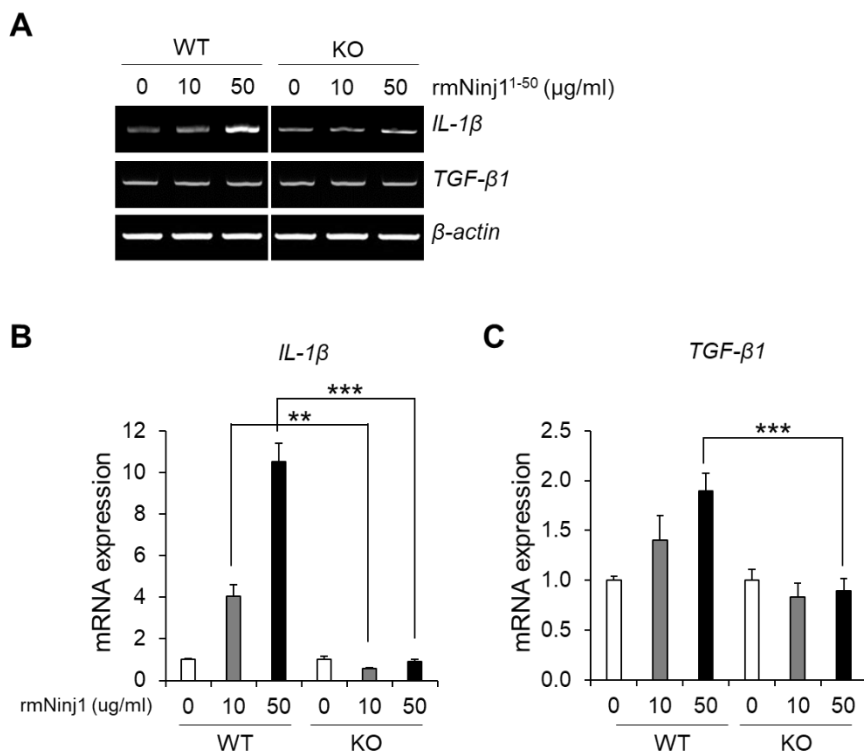 A
WT KO
0 10 50 0 10 50 rmNinj1¹⁻⁵⁰ (μg/ml)
IL-1β
TGF-β1
β-actin
B
IL-1β
***
**
12
10
8
6
4
2
0
mRNA expression
rmNinj1 (ug/ml) 0 10 50 0 10 50
WT KO
C
TGF-β1
***
2.5
2.0
1.5
1.0
0.5
0.0
mRNA expression
0 10 50 0 10 50
WT KO